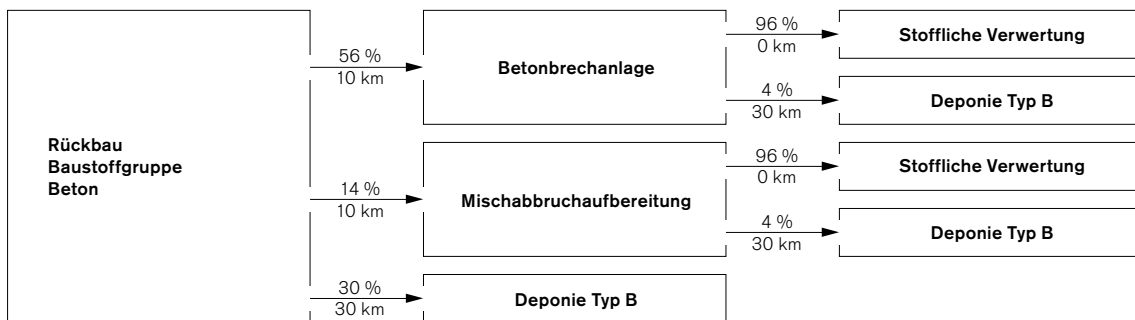 Rückbau
Baustoffgruppe
Beton
56 %
10 km
Betonbrechanlage
96 %
0 km
Stoffliche Verwertung
4 %
30 km
Deponie Typ B
14 %
10 km
Mischabbruchaufbereitung
96 %
0 km
Stoffliche Verwertung
4 %
30 km
Deponie Typ B
30 %
30 km
Deponie Typ B